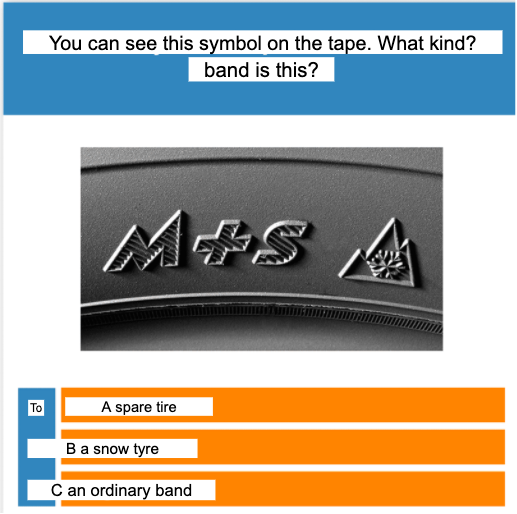 You can see this symbol on the tape. What kind?
band is this?
M+S
To
A spare tire
B a snow tyre
C an ordinary band